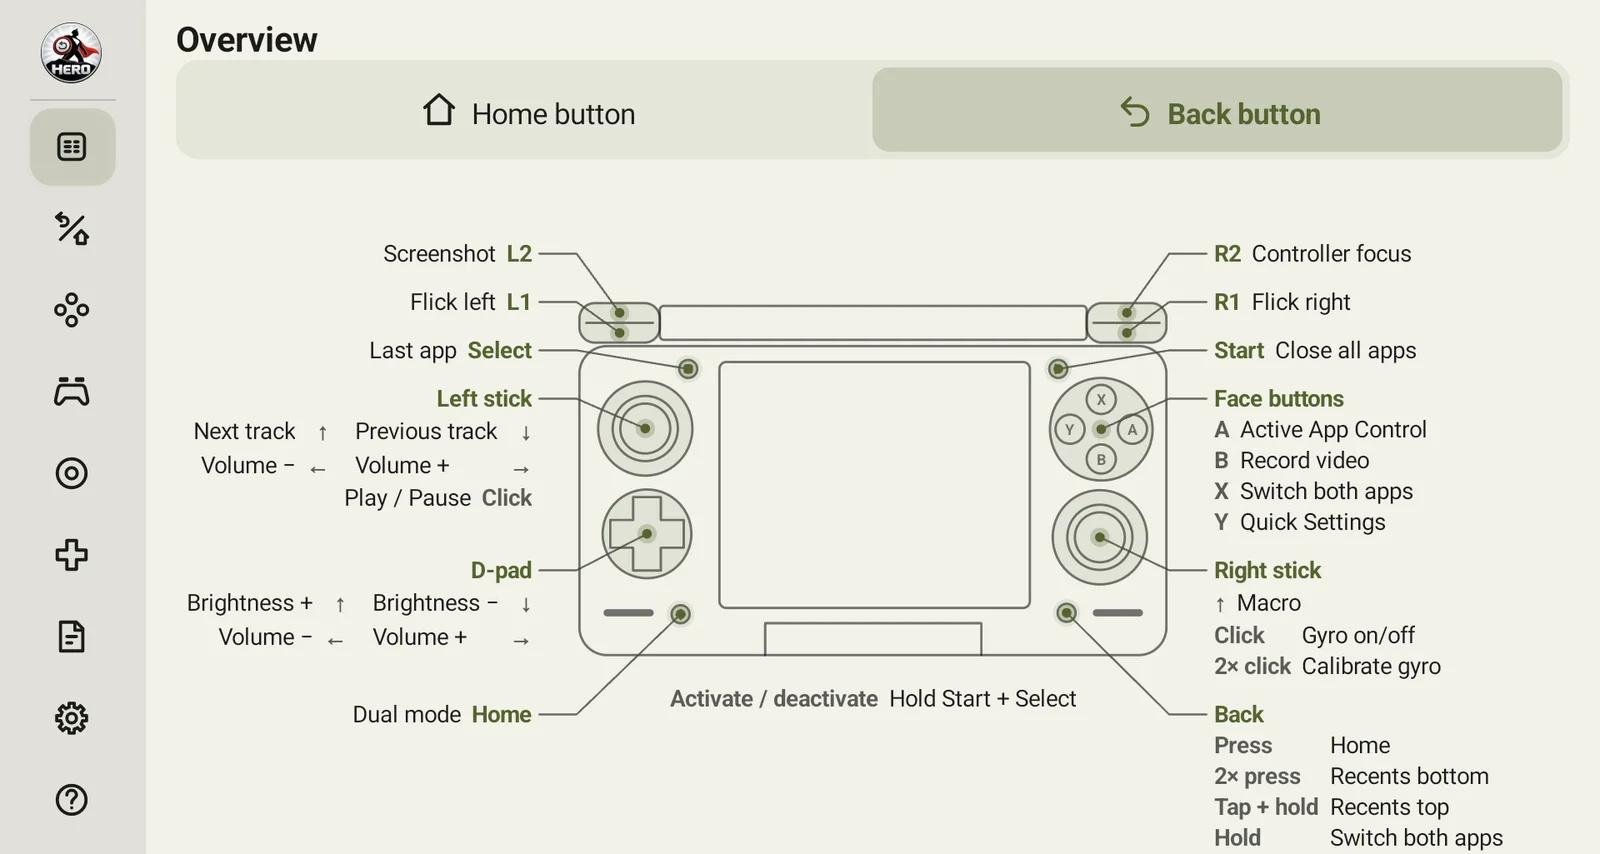 HERO
Overview
Home button
Back button
Screenshot L2
Flick left L1
Last app Select
Left stick
Next track ↑ Previous track ↓
Volume − ← Volume + →
Play / Pause Click
D-pad
Brightness + ↑ Brightness − ↓
Volume − ← Volume + →
Dual mode Home
X
Y
A
B
Activate / deactivate Hold Start + Select
R2 Controller focus
R1 Flick right
Start Close all apps
Face buttons
A Active App Control
B Record video
X Switch both apps
Y Quick Settings
Right stick
↑ Macro
Click Gyro on/off
2× click Calibrate gyro
Back
Press Home
2× press Recents bottom
Tap + hold Recents top
Hold Switch both apps